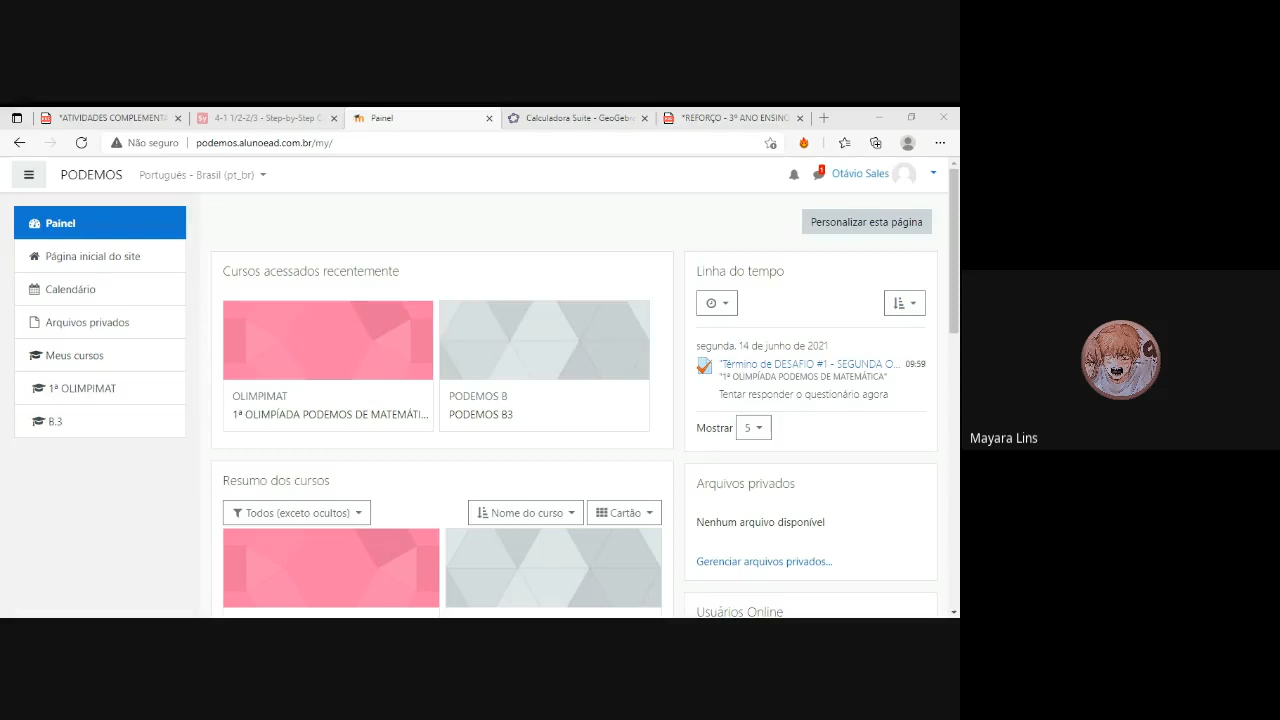 *ATIVIDADES COMPLEMENT
4-1 1/2-2/3 - Step-by-Step C
Painel
Calculadora Suite - GeoGebr
*REFORÇO - 3º ANO ENSINO
Não seguro
podemos.alunoead.com.br/my/
PODEMOS
Português - Brasil (pt_br)
1
Otávio Sales
Painel
Página inicial do site
Calendário
Arquivos privados
Meus cursos
1ª OLIMPIMAT
B.3
Personalizar esta página
Cursos acessados recentemente
OLIMPIMAT
1ª OLIMPÍADA PODEMOS DE MATEMÁTI...
PODEMOS B
PODEMOS B3
Resumo dos cursos
Todos (exceto ocultos)
Nome do curso
Cartão
Linha do tempo
segunda, 14 de junho de 2021
"Término de DESAFIO #1 - SEGUNDA O... 09:59
"1ª OLIMPÍADA PODEMOS DE MATEMÁTICA"
Tentar responder o questionário agora
Mostrar 5
Arquivos privados
Nenhum arquivo disponível
Gerenciar arquivos privados...
Usuários Online
Mayara Lins